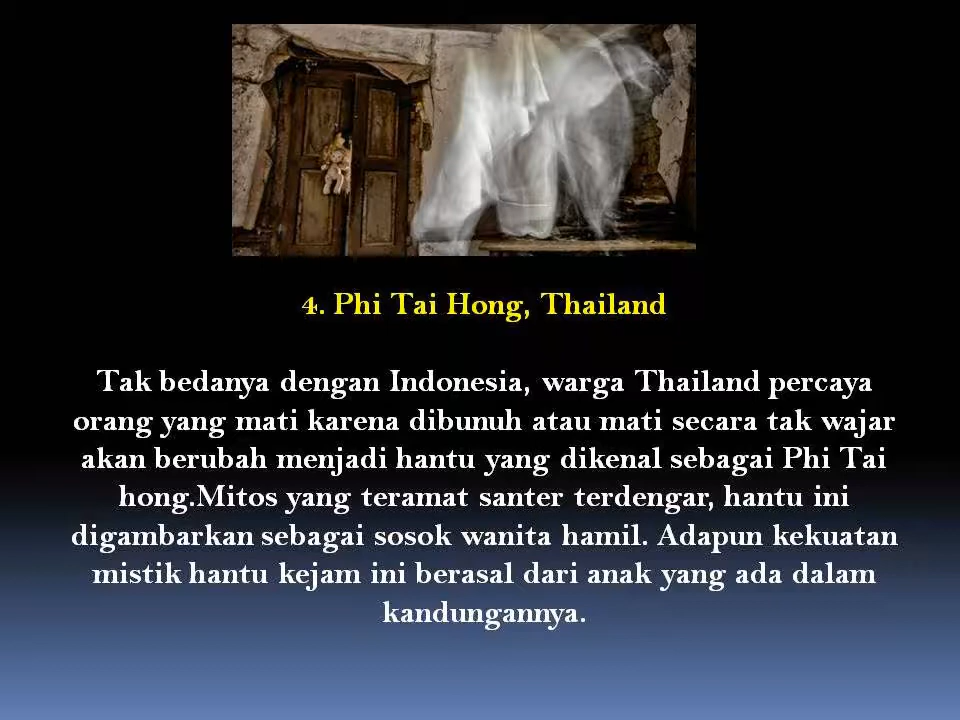 4. Phi Tai Hong, Thailand
Tak bedanya dengan Indonesia, warga Thailand percaya
orang yang mati karena dibunuh atau mati secara tak wajar
akan berubah menjadi hantu yang dikenal sebagai Phi Tai
hong.Mitos yang teramat santer terdengar, hantu ini
digambarkan sebagai sosok wanita hamil. Adapun kekuatan
mistik hantu kejam ini berasal dari anak yang ada dalam
kandungannya.